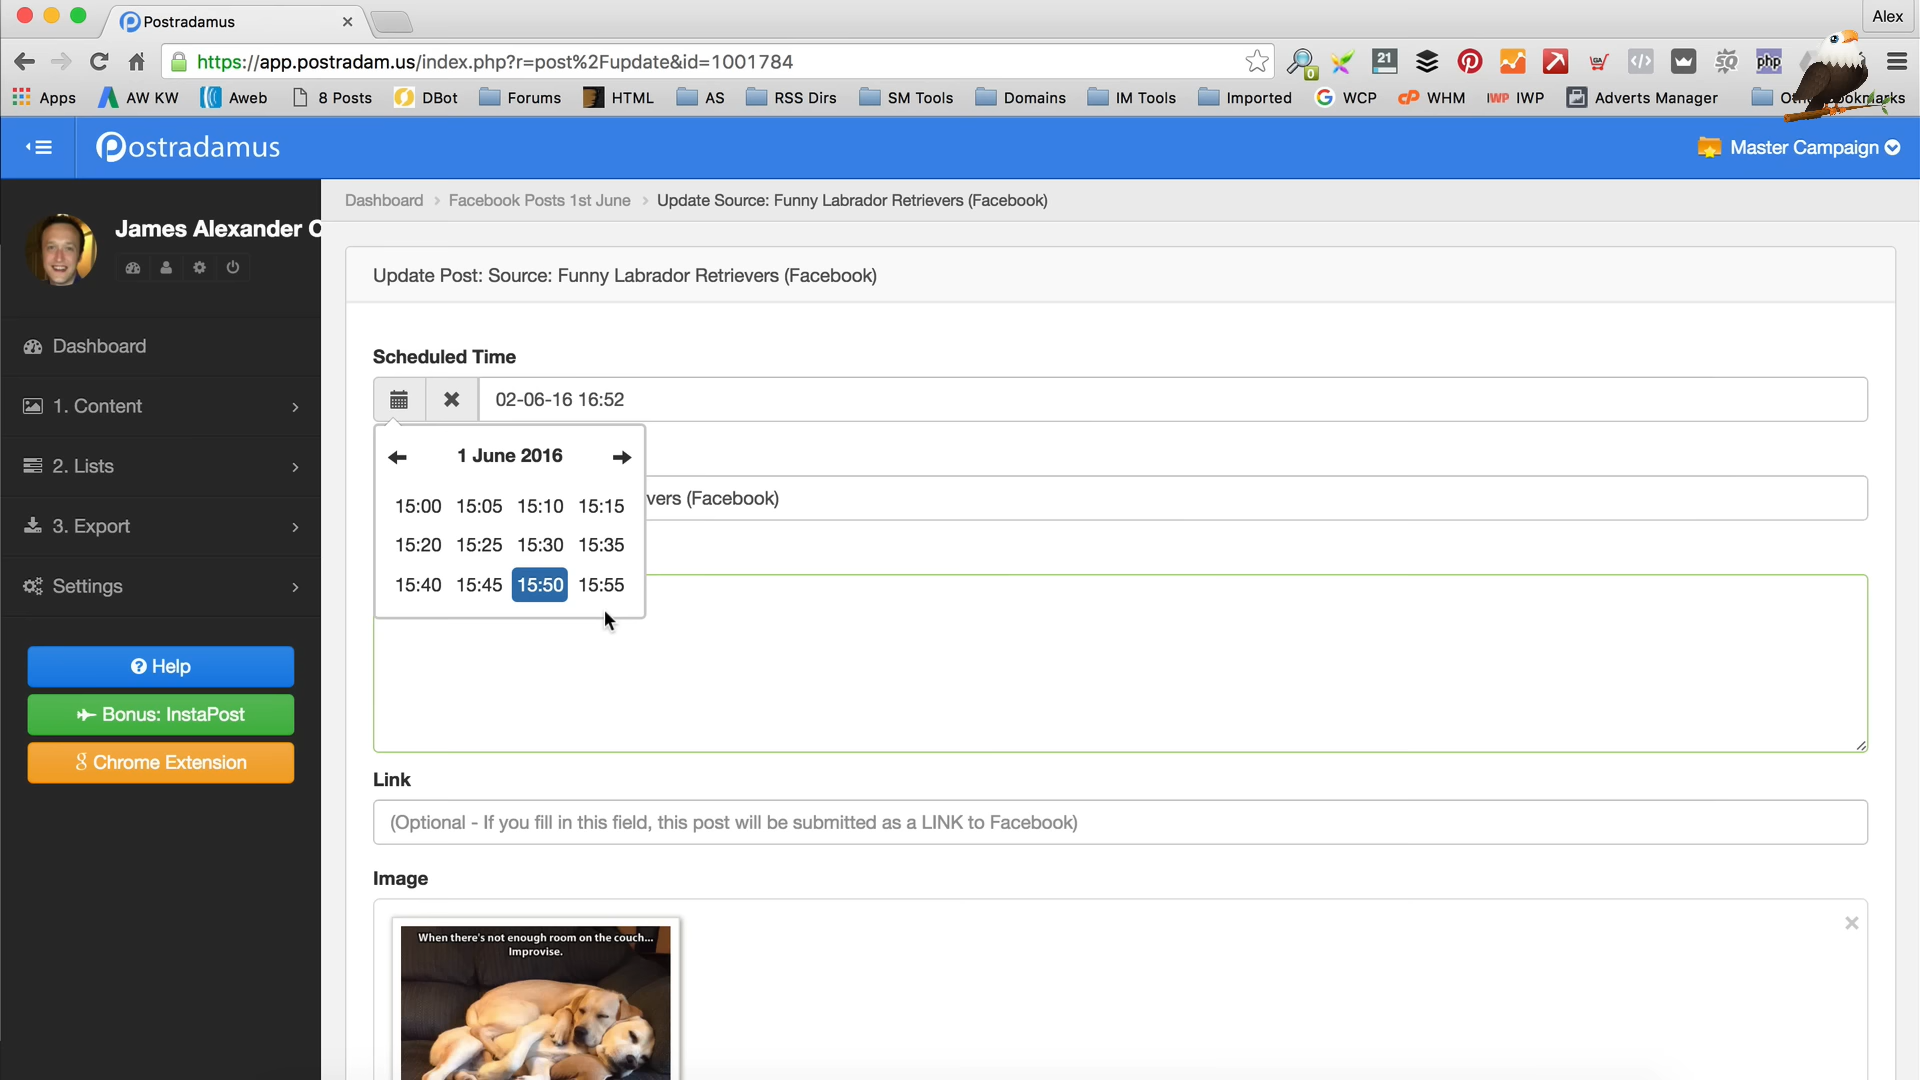 Postradamus
Alex
https://app.postradam.us/index.php?r=post%2Fupdate&id=1001784
0
21
GA
</>
SQ
php
Apps
AW KW
Aweb
8 Posts
DBot
Forums
HTML
AS
RSS Dirs
SM Tools
Domains
IM Tools
Imported
WCP
WHM
IWP
IWP
Adverts Manager
Postradamus
Master Campaign
James Alexander
Dashboard
Facebook Posts 1st June
Update Source: Funny Labrador Retrievers (Facebook)
Update Post: Source: Funny Labrador Retrievers (Facebook)
Dashboard
1. Content
2. Lists
3. Export
Settings
Help
Bonus: InstaPost
Chrome Extension
Scheduled Time
02-06-16 16:52
1 June 2016
15:00 15:05 15:10 15:15
15:20 15:25 15:30 15:35
15:40 15:45 15:50 15:55
vers (Facebook)
Link
(Optional - If you fill in this field, this post will be submitted as a LINK to Facebook)
Image
When there's not enough room on the couch...
Improvise.